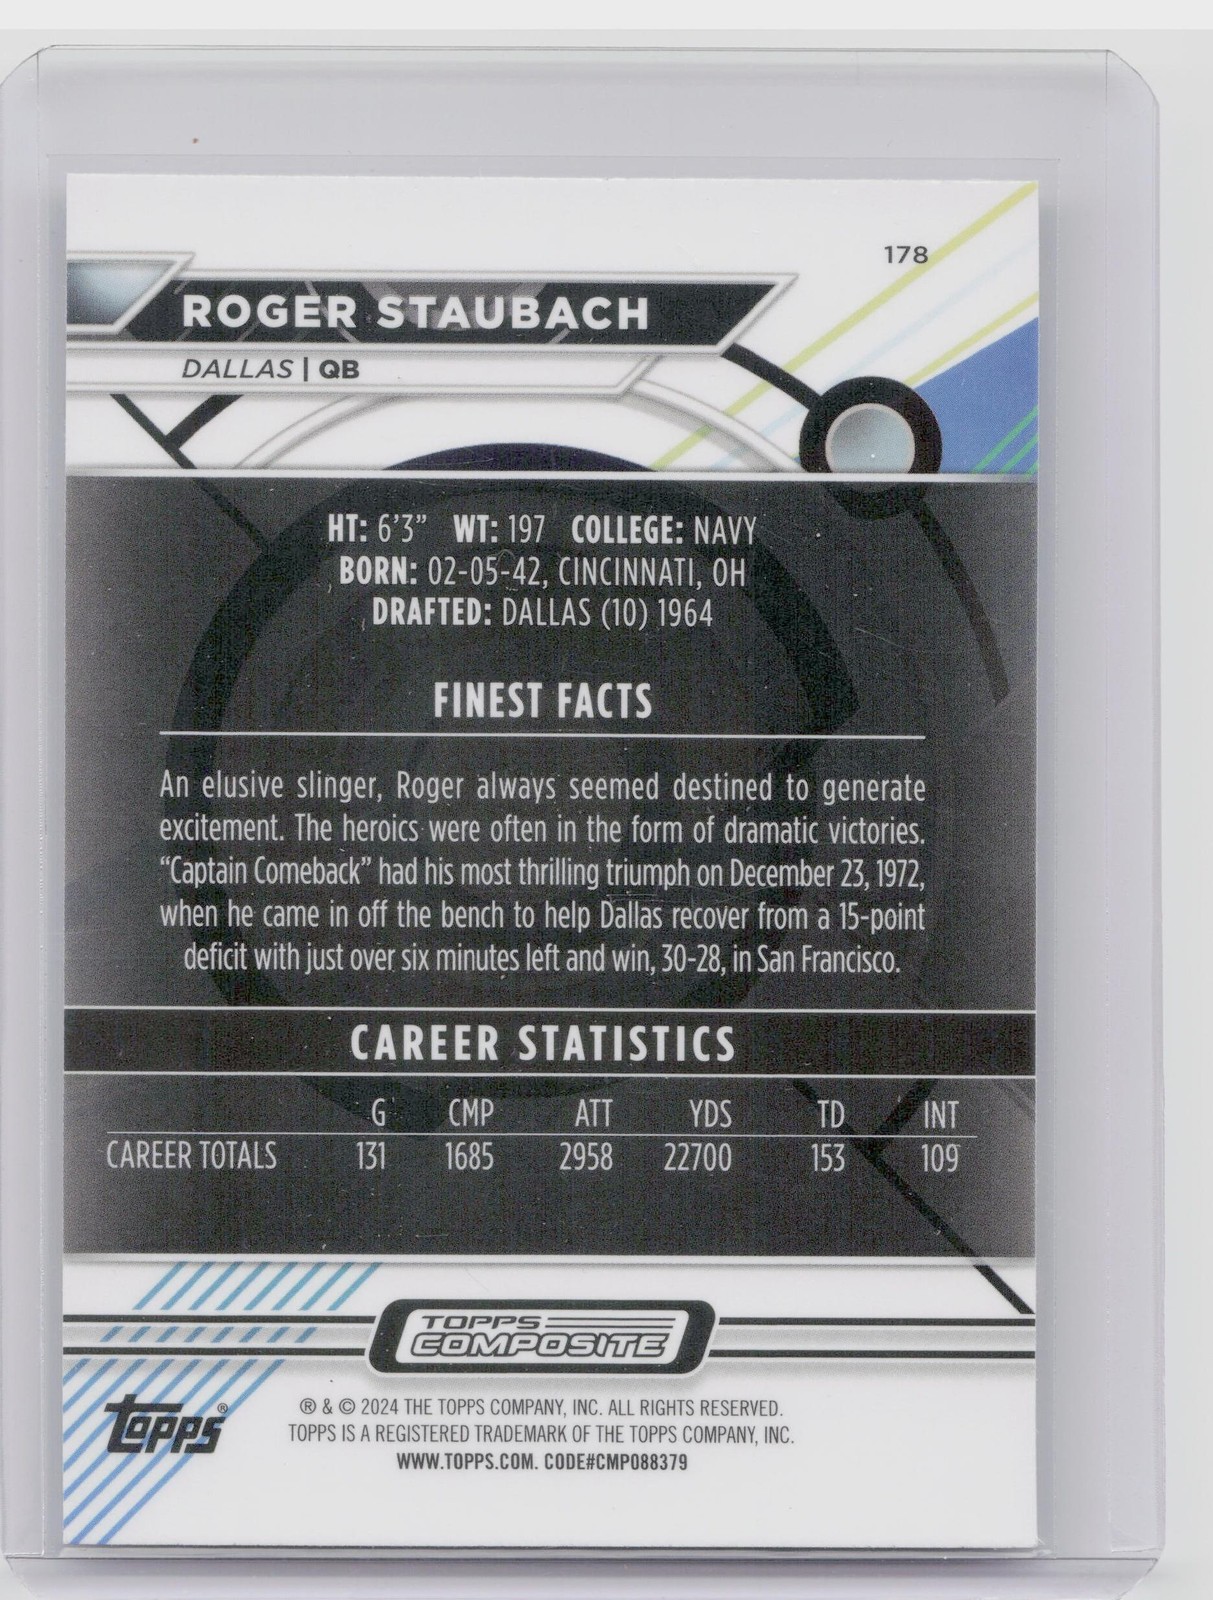 178
ROGER STAUBACH
DALLAS | QB
HT: 6'3” WT: 197 COLLEGE: NAVY
BORN: 02-05-42, CINCINNATI, OH
DRAFTED: DALLAS (10) 1964
FINEST FACTS
An elusive slinger, Roger always seemed destined to generate
excitement. The heroics were often in the form of dramatic victories.
“Captain Comeback” had his most thrilling triumph on December 23, 1972,
when he came in off the bench to help Dallas recover from a 15-point
deficit with just over six minutes left and win, 30-28, in San Francisco.
CAREER STATISTICS
G CMP ATT YDS TD INT
CAREER TOTALS 131 1685 2958 22700 153 109
TOPPS
COMPOSITE
topps®
® & © 2024 THE TOPPS COMPANY, INC. ALL RIGHTS RESERVED.
TOPPS IS A REGISTERED TRADEMARK OF THE TOPPS COMPANY, INC.
WWW.TOPPS.COM. CODE#CMP088379